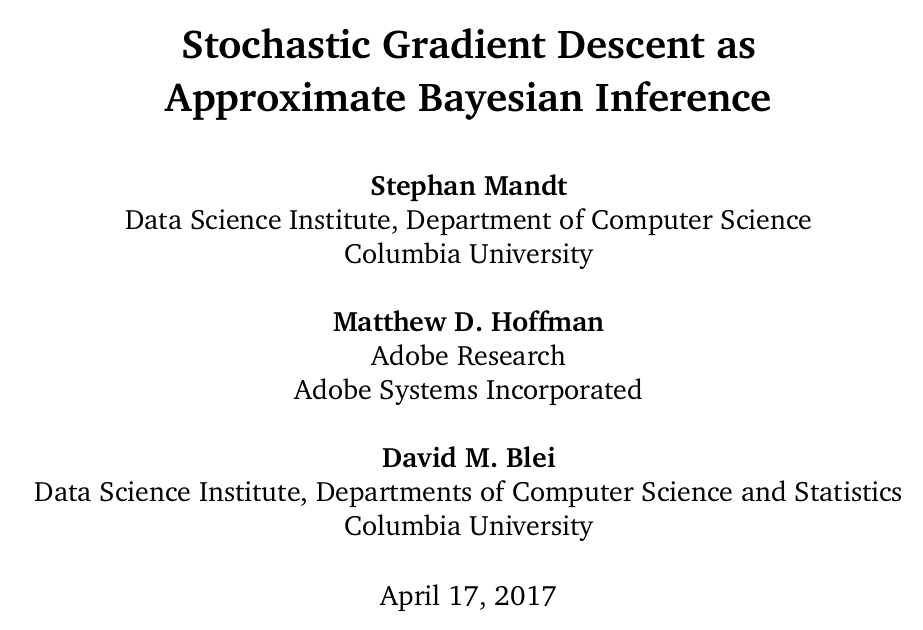 Stochastic Gradient Descent as
Approximate Bayesian Inference
Stephan Mandt
Data Science Institute, Department of Computer Science
Columbia University
Matthew D. Hoffman
Adobe Research
Adobe Systems Incorporated
David M. Blei
Data Science Institute, Departments of Computer Science and Statistics
Columbia University
April 17, 2017